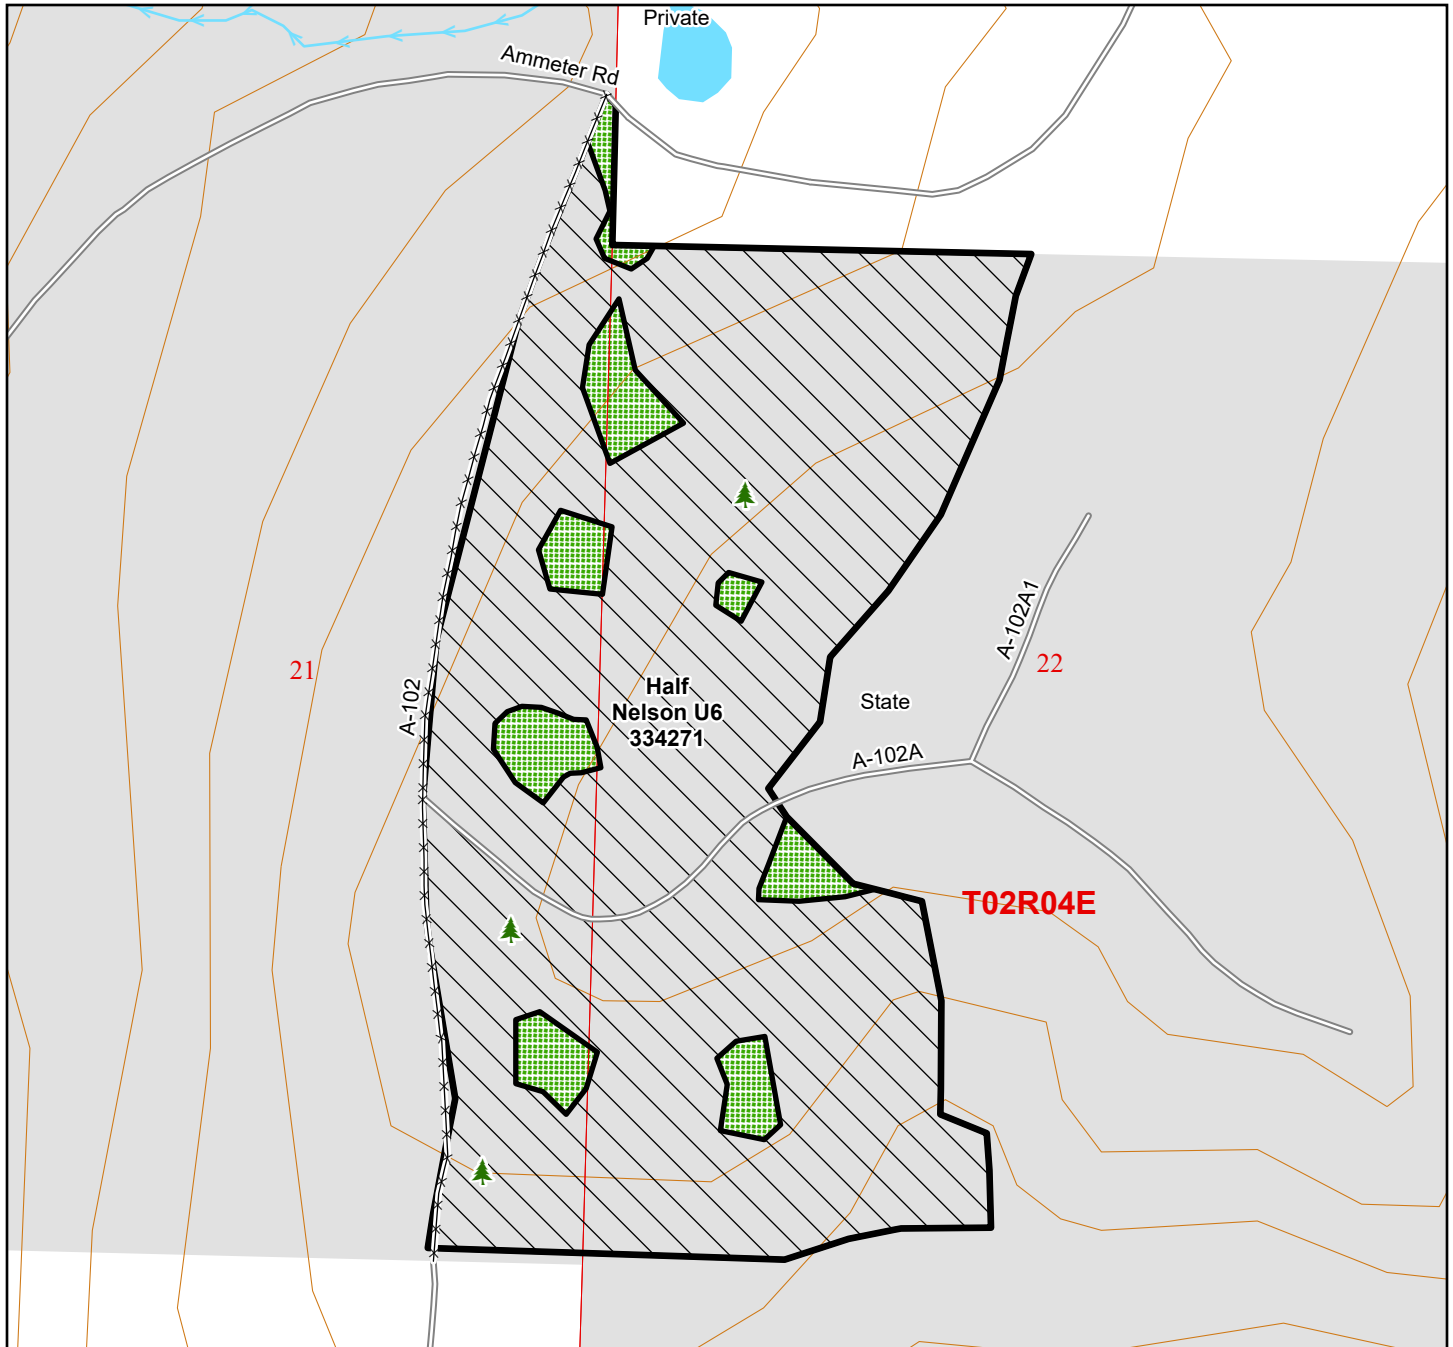 Private
Ammeter Rd
A-102A1
21
22
Half
Nelson U6
334271
A-102
State
A-102A
T02R04E